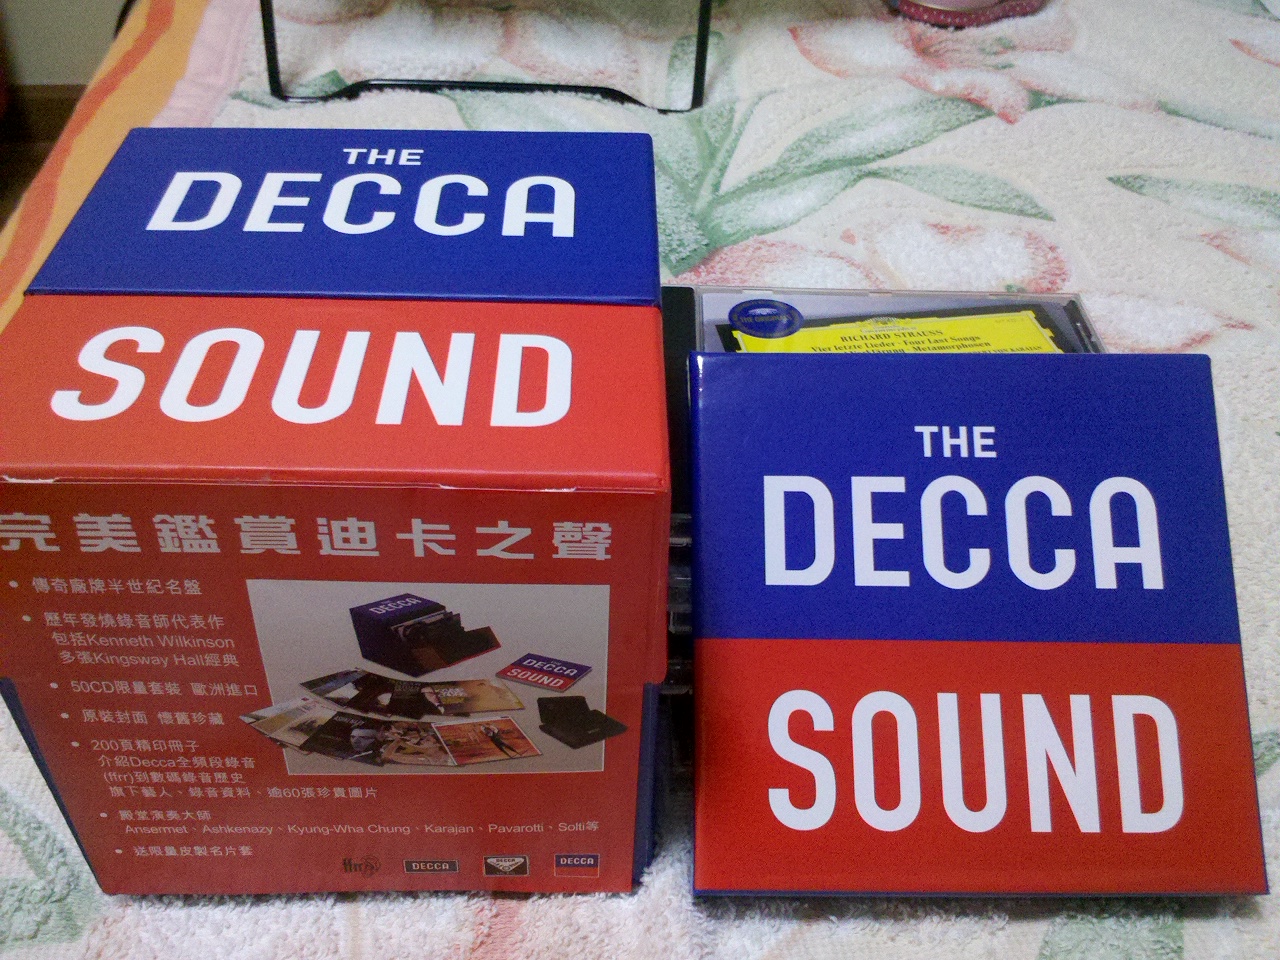 THE
DECCA
SOUND
完美鑑賞迪卡之聲
• 傳奇廠牌半世紀名盤
• 歷年發燒錄音師代表作
包括Kenneth Wilkinson
多張Kingsway Hall經典
• 50CD限量套裝 歐洲進口
• 原裝封面 懷舊珍藏
• 200頁精印冊子
介紹Decca全頻段錄音
(ffrr)到數碼錄音歷史
旗下藝人、錄音資料、逾60張珍貴圖片
• 殿堂演奏大師
Ansermet、Ashkenazy、Kyung-Wha Chung、Karajan、Pavarotti、Solti等
• 送限量皮製名片套
DECCA
DECCA
SOUND
ffrr
DECCA
DECCA
DECCA
THE ORIGINALS
RICHARD STRAUSS
Vier letzte Lieder · Four Last Songs
Metamorphosen
THE
DECCA
SOUND